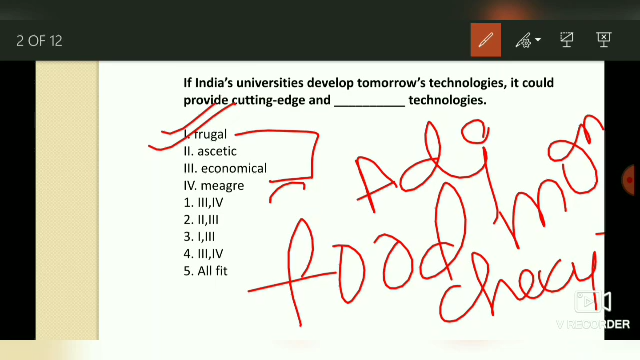 2 OF 12
If India's universities develop tomorrow's technologies, it could
provide cutting-edge and __________ technologies.
I. frugal
II. ascetic
III. economical
IV. meagre
1. III,IV
2. II,III
3. I,III
4. III,IV
5. All fit
Adj
food
V RECORDER